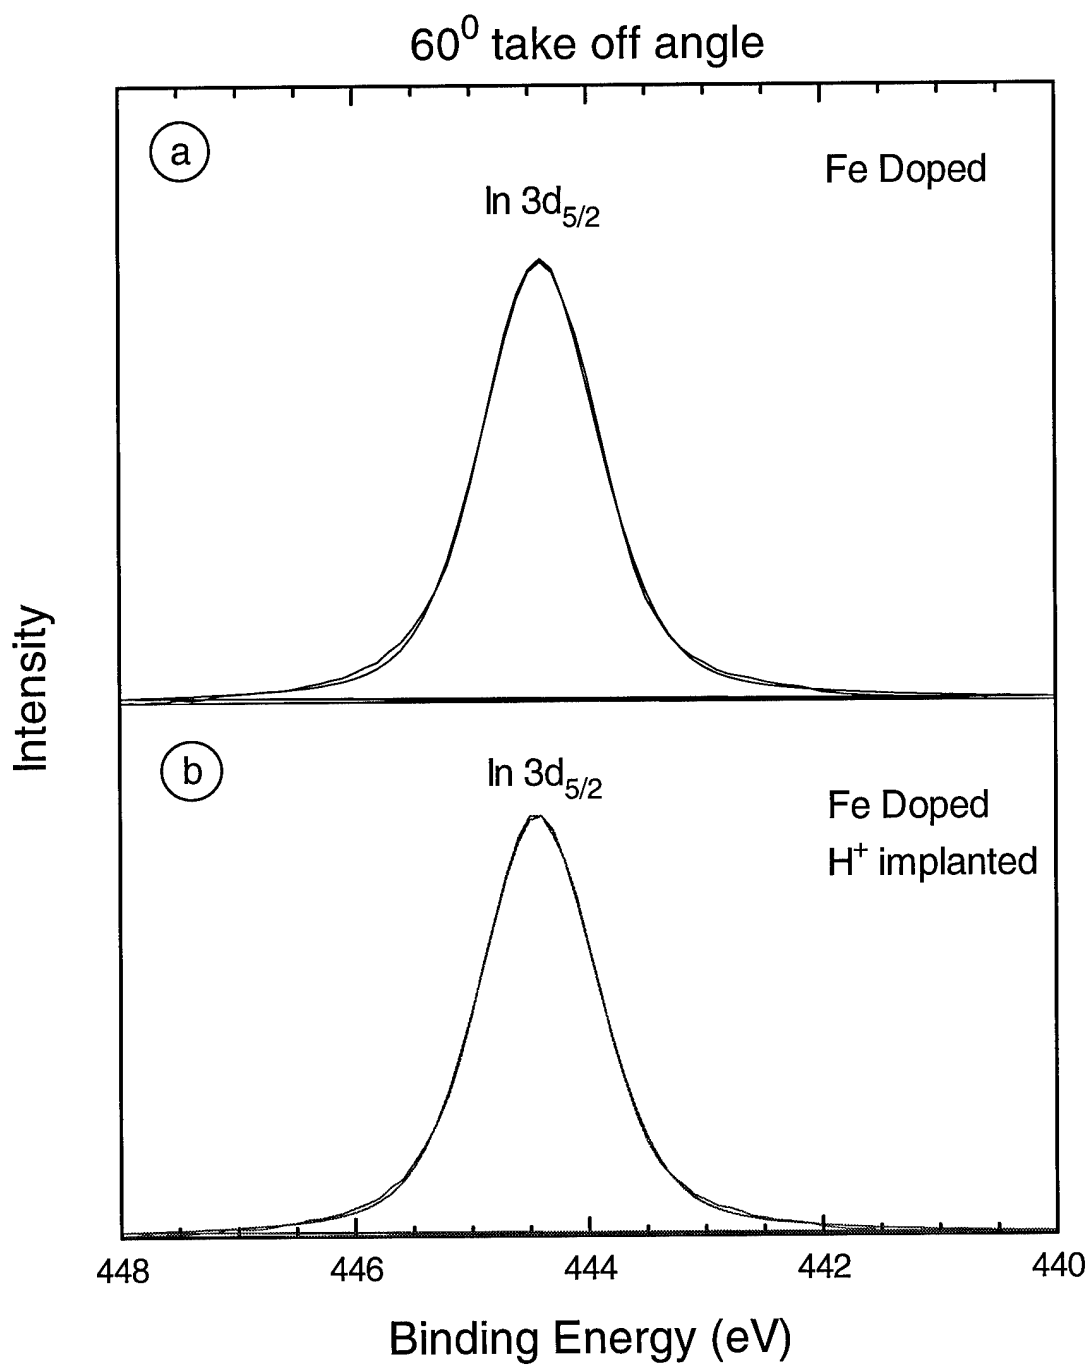 60⁰ take off angle
a
Fe Doped
In 3d₅/₂
Intensity
b
In 3d₅/₂
Fe Doped
H⁺ implanted
448 446 444 442 440
Binding Energy (eV)